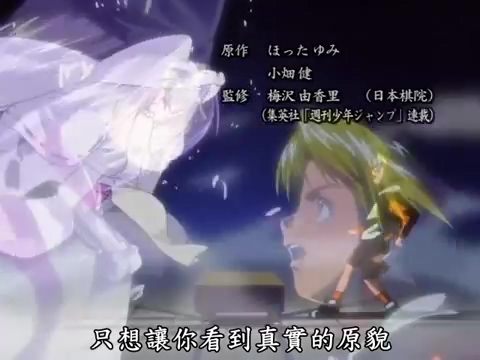 原作　ほった ゆみ
小畑 健
監修　梅沢 由香里　（日本棋院）
（集英社「週刊少年ジャンプ」連載）
只想讓你看到真實的原貌